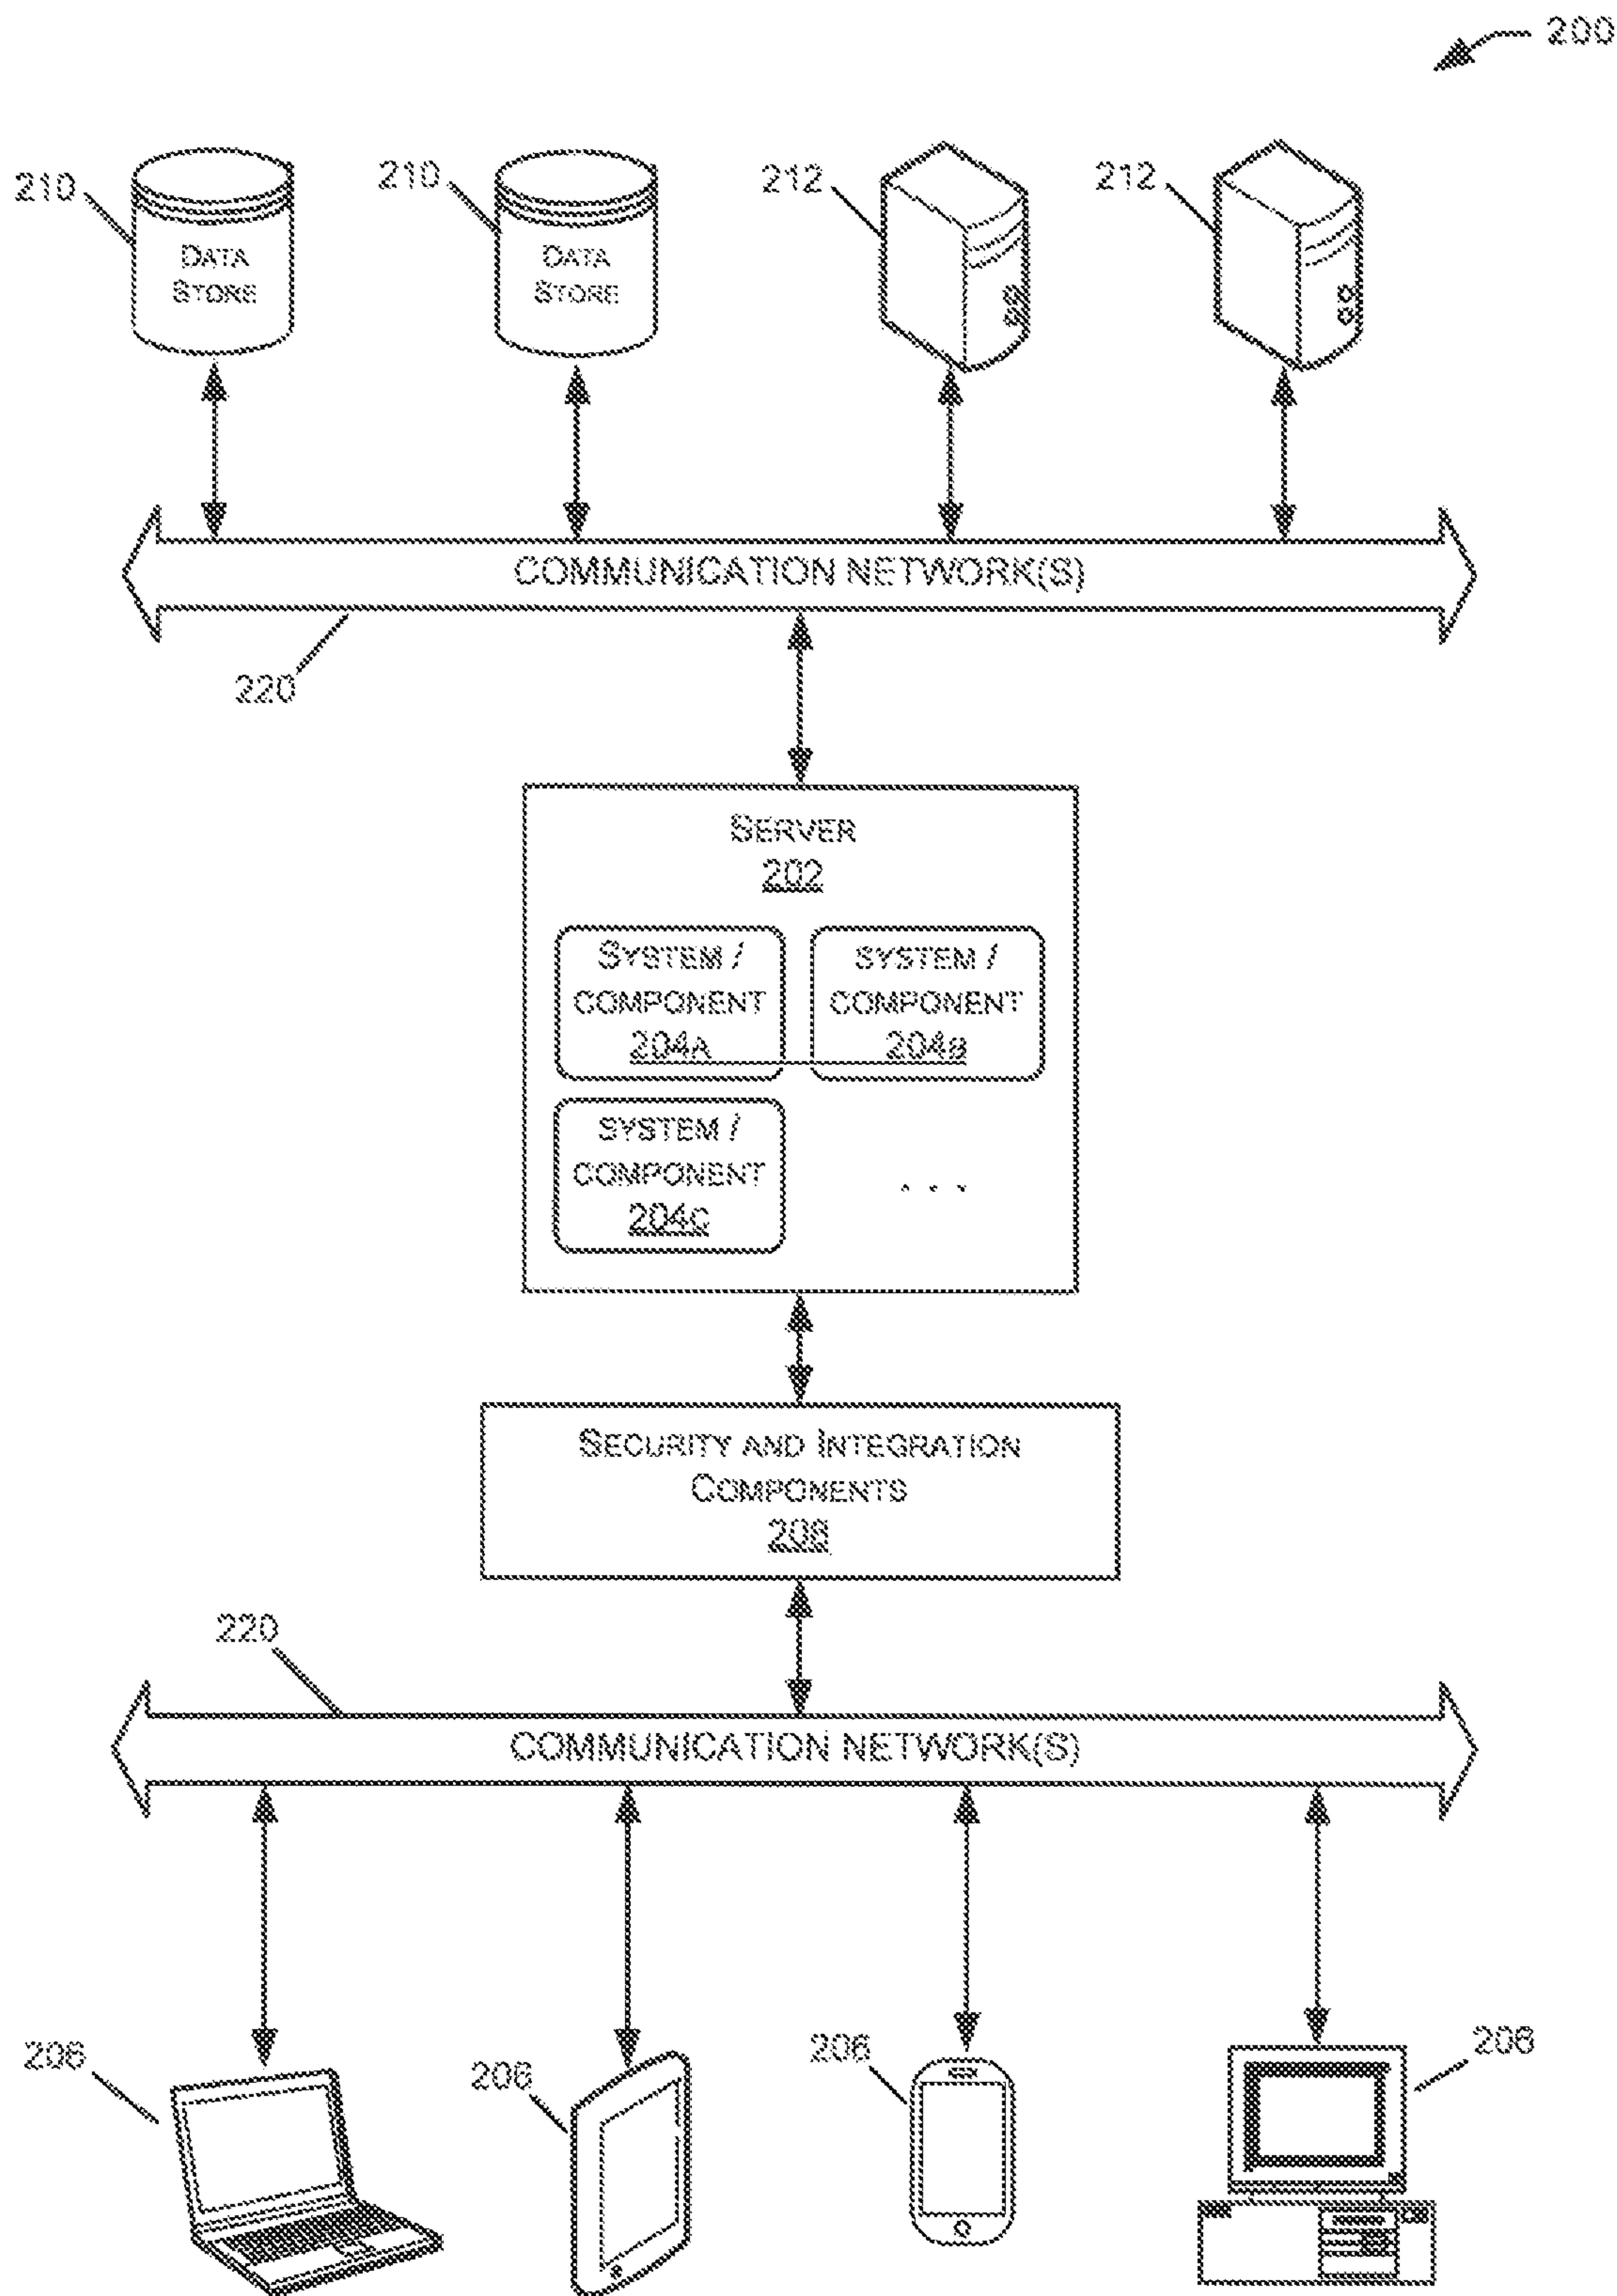 200
210
210
212
212
DATA
STORE
DATA
STORE
COMMUNICATION NETWORK(S)
220
SERVER
202
SYSTEM /
COMPONENT
204A
SYSTEM /
COMPONENT
204B
SYSTEM /
COMPONENT
204C
. . .
SECURITY AND INTEGRATION
COMPONENTS
208
220
COMMUNICATION NETWORK(S)
206
206
206
206